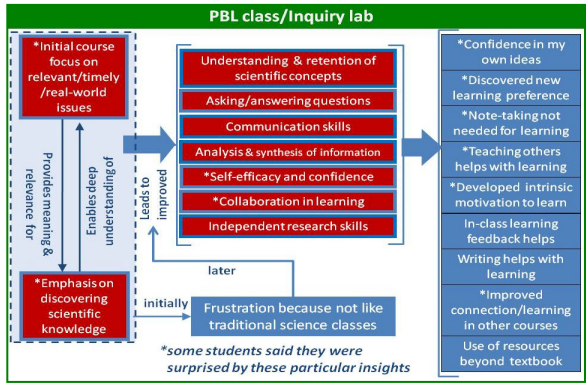 PBL class/Inquiry lab
*Initial course
focus on
relevant/timely
/real-world
issues
Provides meaning &
relevance for
Enables deep
understanding of
*Emphasis on
discovering
scientific
knowledge
initially
Frustration because not like
traditional science classes
later
Leads to
improved
Understanding & retention of
scientific concepts
Asking/answering questions
Communication skills
Analysis & synthesis of information
*Self-efficacy and confidence
*Collaboration in learning
Independent research skills
*Confidence in my
own ideas
*Discovered new
learning preference
*Note-taking not
needed for learning
*Teaching others
helps with learning
*Developed intrinsic
motivation to learn
In-class learning
feedback helps
Writing helps with
learning
*Improved
connection/learning
in other courses
Use of resources
beyond textbook
*some students said they were
surprised by these particular insights